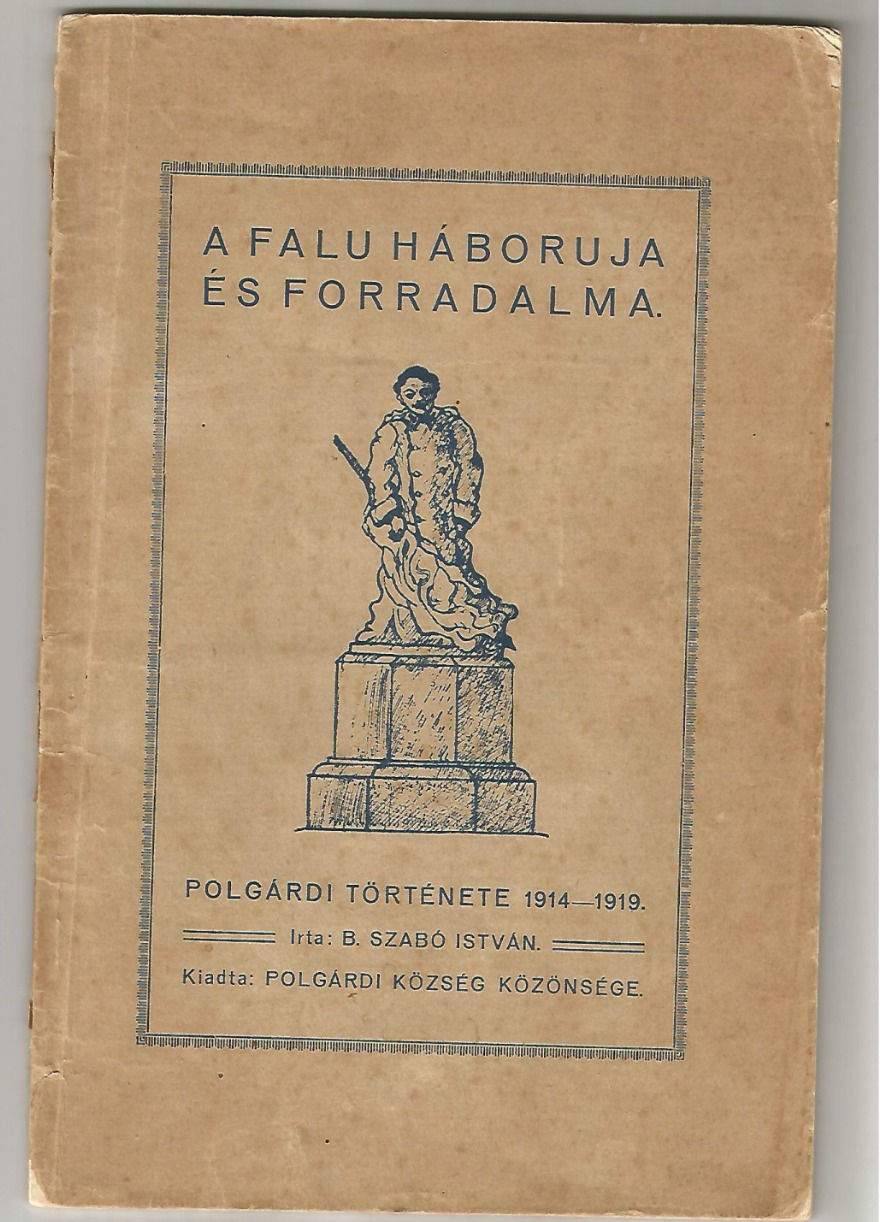 A FALU HÁBORUJA
ÉS FORRADALMA.
POLGÁRDI TÖRTÉNETE 1914—1919.
Irta: B. SZABÓ ISTVÁN.
Kiadta: POLGÁRDI KÖZSÉG KÖZÖNSÉGE.